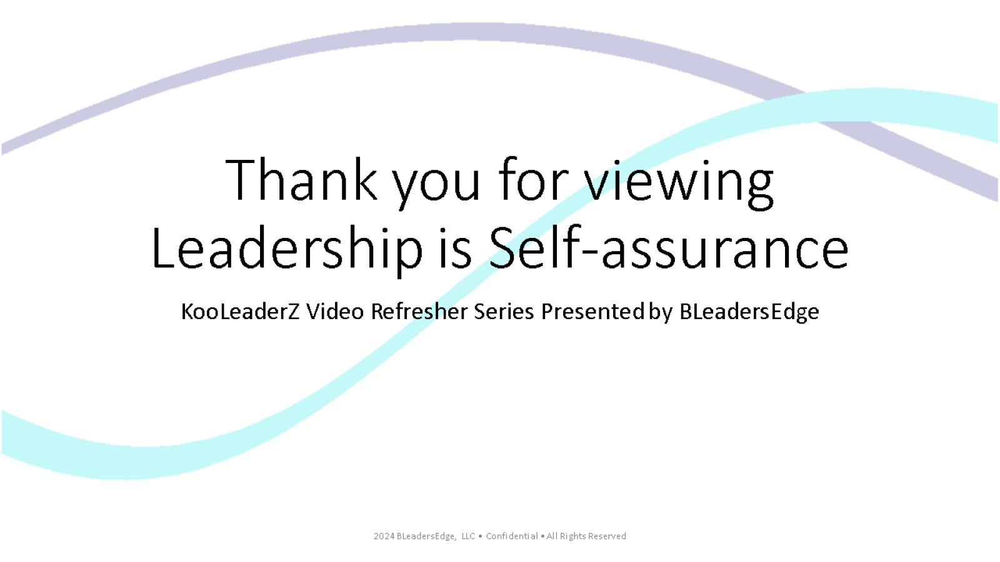 Thank you for viewing
Leadership is Self-assurance
KooLeaderZ Video Refresher Series Presented by BLeadersEdge
2024 BLeadersEdge, LLC • Confidential • All Rights Reserved